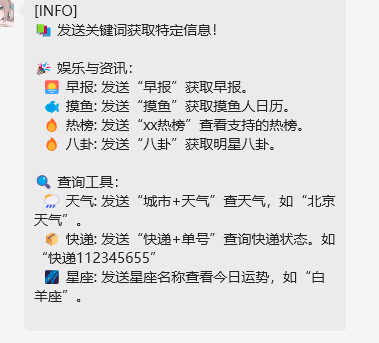 [INFO]
📚 发送关键词获取特定信息！
🎉 娱乐与资讯：
🌅 早报: 发送“早报”获取早报。
🐟 摸鱼: 发送“摸鱼”获取摸鱼人日历。
🔥 热榜: 发送“xx热榜”查看支持的热榜。
🔥 八卦: 发送“八卦”获取明星八卦。
🔍 查询工具：
🌦️ 天气: 发送“城市+天气”查天气，如“北京
天气”。
📦 快递: 发送“快递+单号”查询快递状态。如
“快递112345655”
🌌 星座: 发送星座名称查看今日运势，如“白
羊座”。